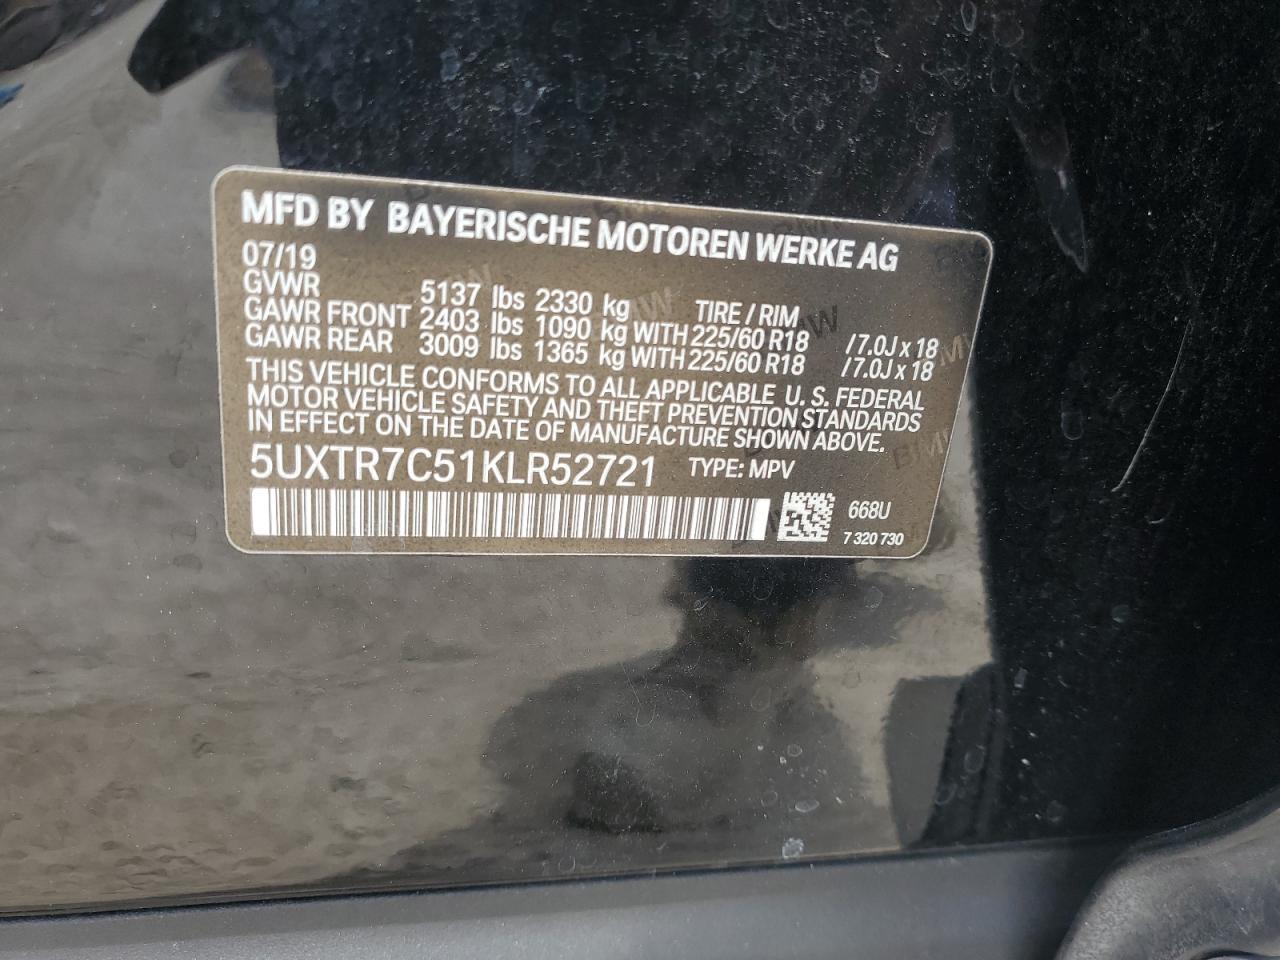 MFD BY BAYERISCHE MOTOREN WERKE AG
07/19
GVWR 5137 lbs 2330 kg TIRE / RIM
GAWR FRONT 2403 lbs 1090 kg WITH 225/60 R18 / 7.0J x 18
GAWR REAR 3009 lbs 1365 kg WITH 225/60 R18 / 7.0J x 18
THIS VEHICLE CONFORMS TO ALL APPLICABLE U. S. FEDERAL
MOTOR VEHICLE SAFETY AND THEFT PREVENTION STANDARDS
IN EFFECT ON THE DATE OF MANUFACTURE SHOWN ABOVE.
5UXTR7C51KLR52721 TYPE: MPV
668U
7 320 730